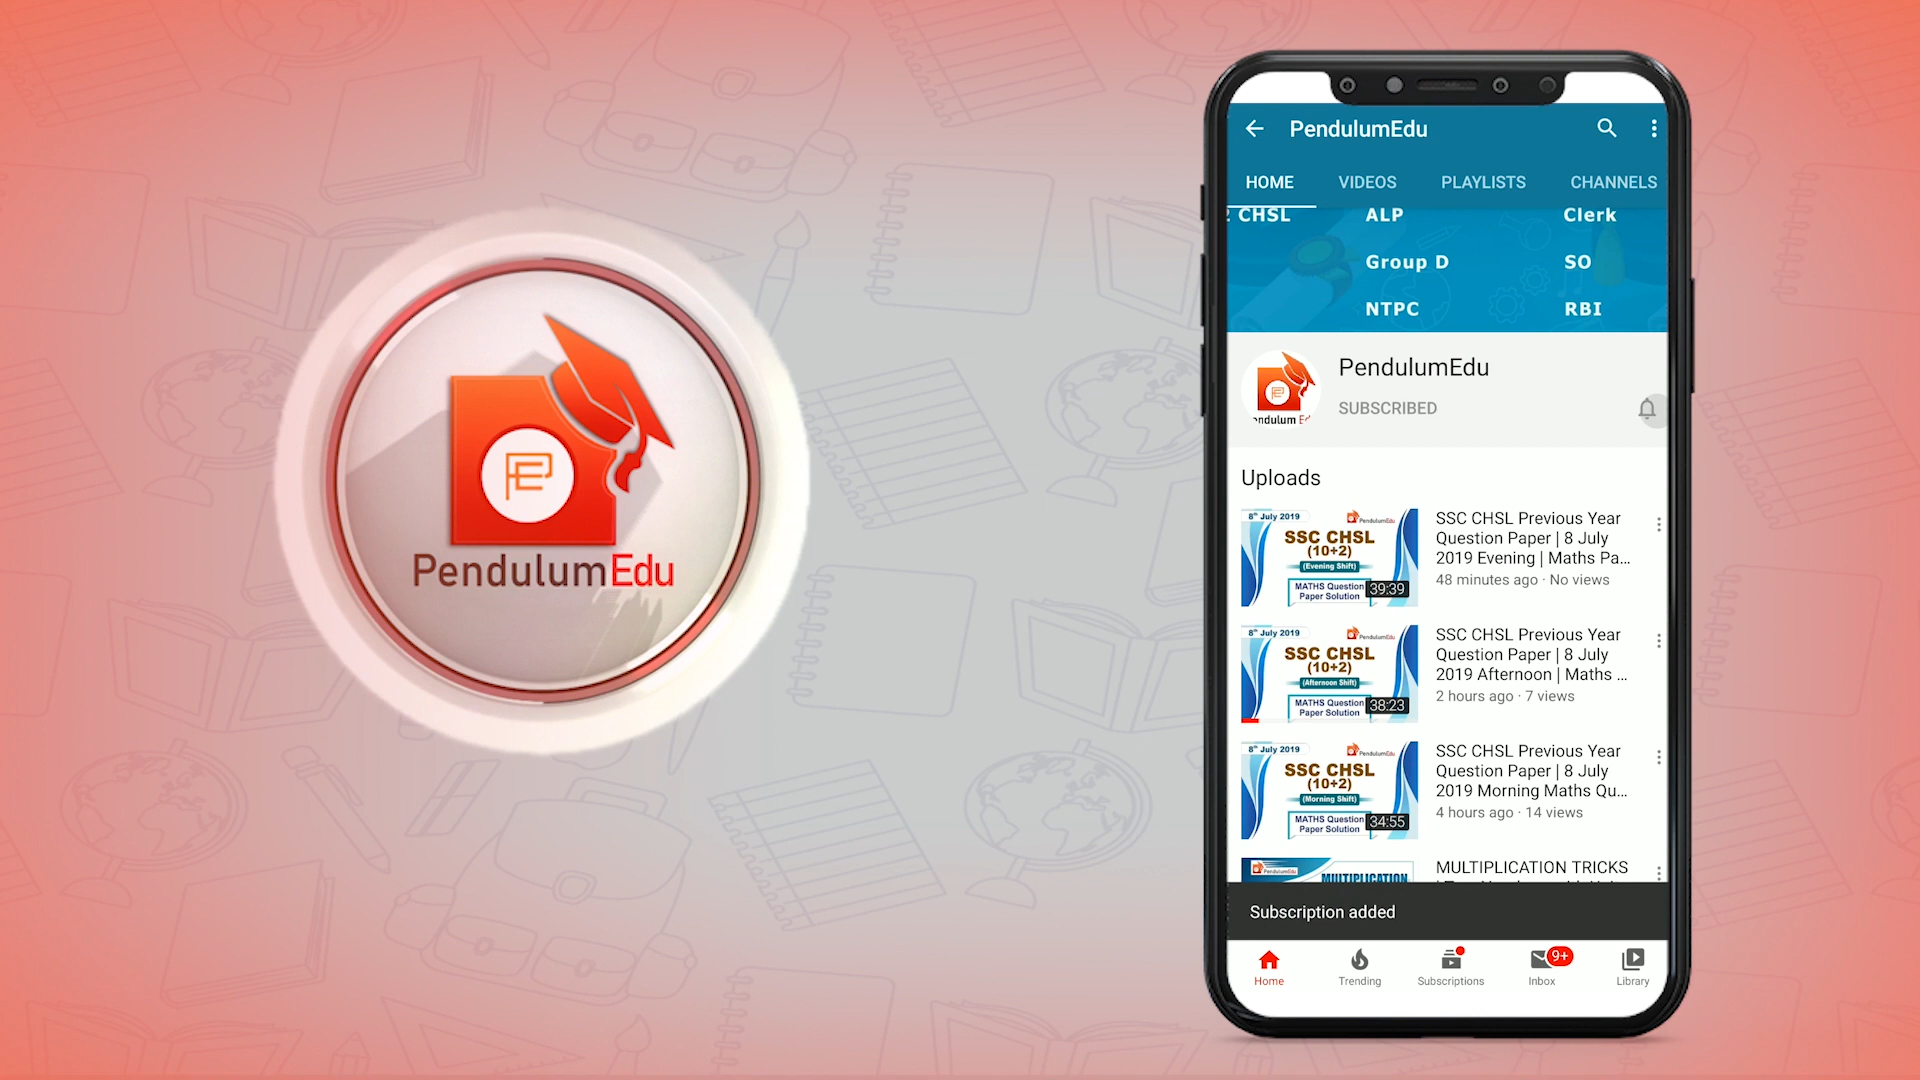 PendulumEdu
PendulumEdu
HOME VIDEOS PLAYLISTS CHANNELS
CHSL ALP Clerk
Group D SO
NTPC RBI
PendulumEdu
SUBSCRIBED
Uploads
8th July 2019 PendulumEdu
SSC CHSL
(10+2)
(Evening Shift)
MATHS Question
Paper Solution
39:39
SSC CHSL Previous Year
Question Paper | 8 July
2019 Evening | Maths Pa...
48 minutes ago · No views
8th July 2019 PendulumEdu
SSC CHSL
(10+2)
(Afternoon Shift)
MATHS Question
Paper Solution
38:23
SSC CHSL Previous Year
Question Paper | 8 July
2019 Afternoon | Maths ...
2 hours ago · 7 views
8th July 2019 PendulumEdu
SSC CHSL
(10+2)
(Morning Shift)
MATHS Question
Paper Solution
34:55
SSC CHSL Previous Year
Question Paper | 8 July
2019 Morning Maths Qu...
4 hours ago · 14 views
PendulumEdu
MULTIPLICATION
MULTIPLICATION TRICKS
Subscription added
9+
Home Trending Subscriptions Inbox Library